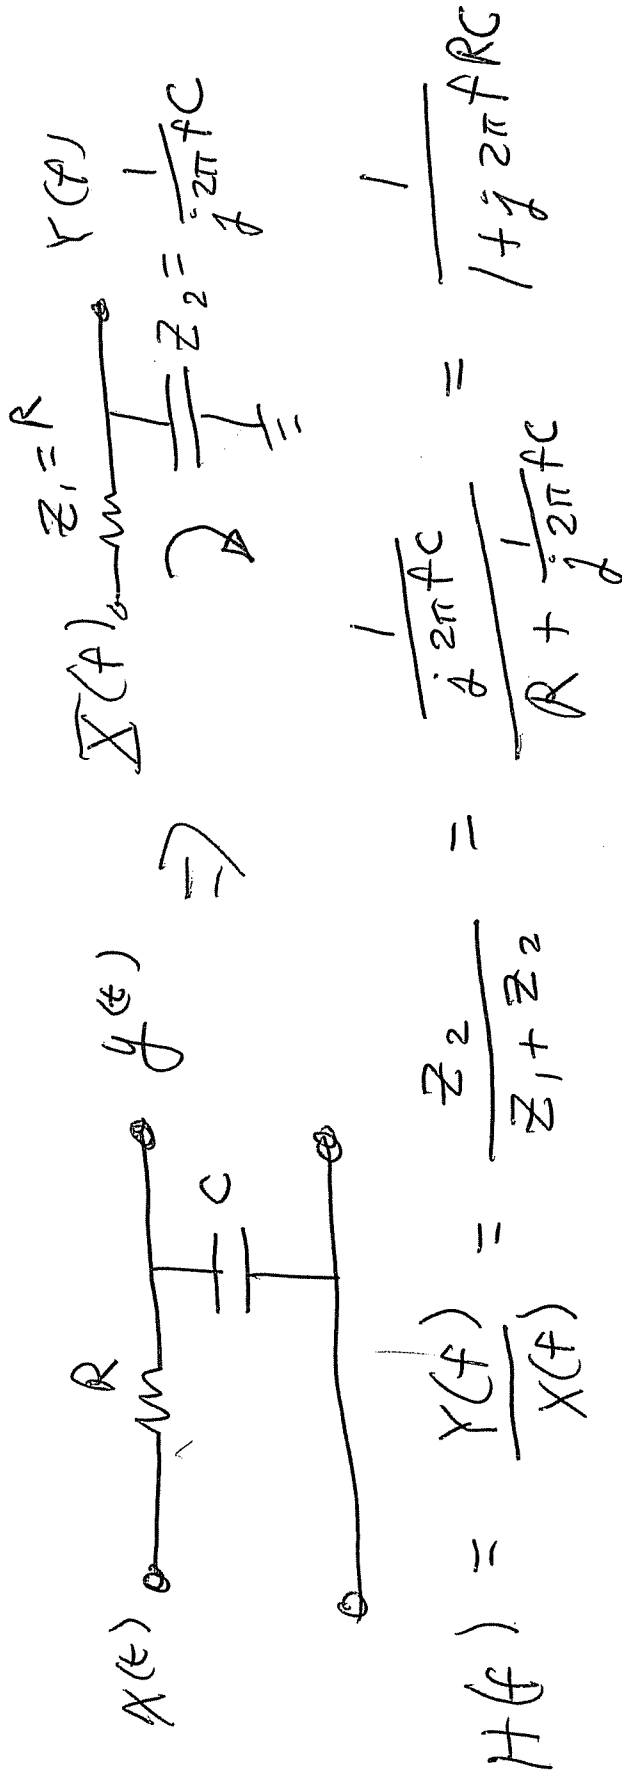 x(t) R C y(t) ⇒ X(f) Z₁ = R Y(f) Z₂ = 1/(j2πfC)
H(f) = Y(f)/X(f) = Z₂/(Z₁ + Z₂) = (1/(j2πfC))/(R + 1/(j2πfC)) = 1/(1 + j2πfRC)